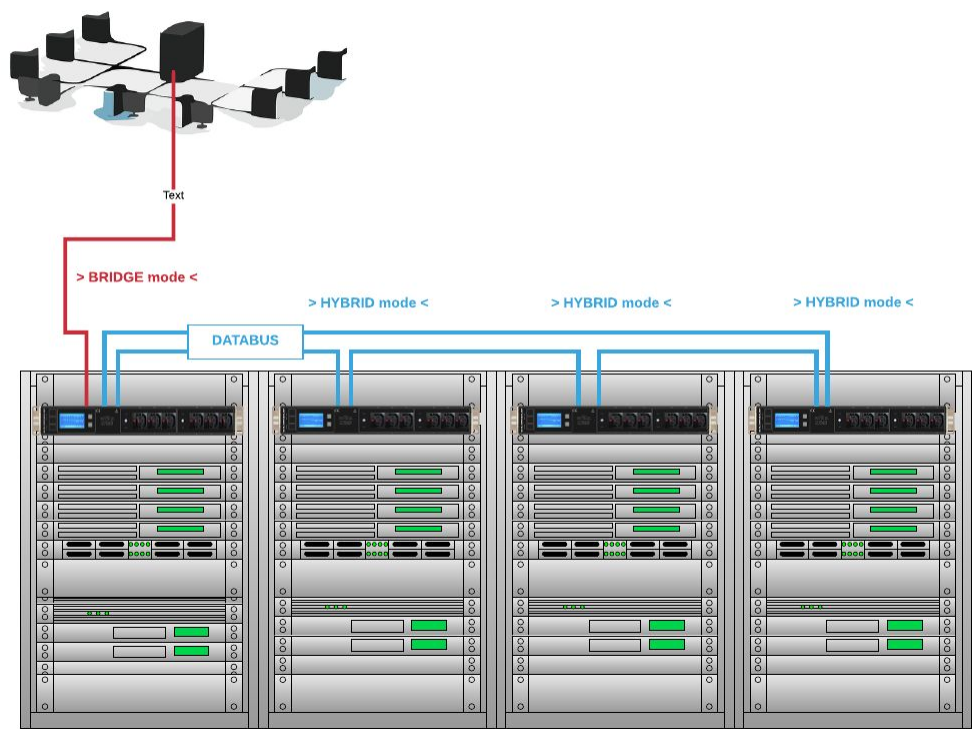 Text
> BRIDGE mode <
> HYBRID mode <
> HYBRID mode <
> HYBRID mode <
DATABUS